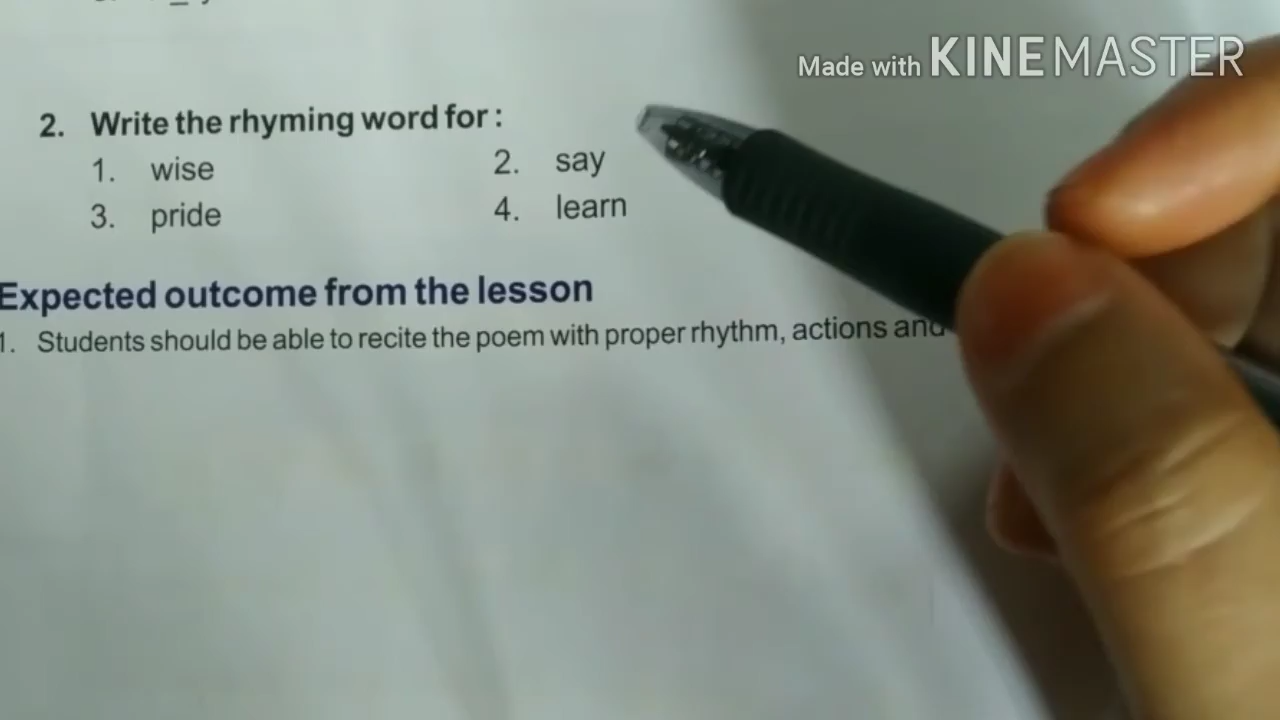 Made with KINEMASTER
2. Write the rhyming word for :
1. wise 2. say
3. pride 4. learn
Expected outcome from the lesson
1. Students should be able to recite the poem with proper rhythm, actions and